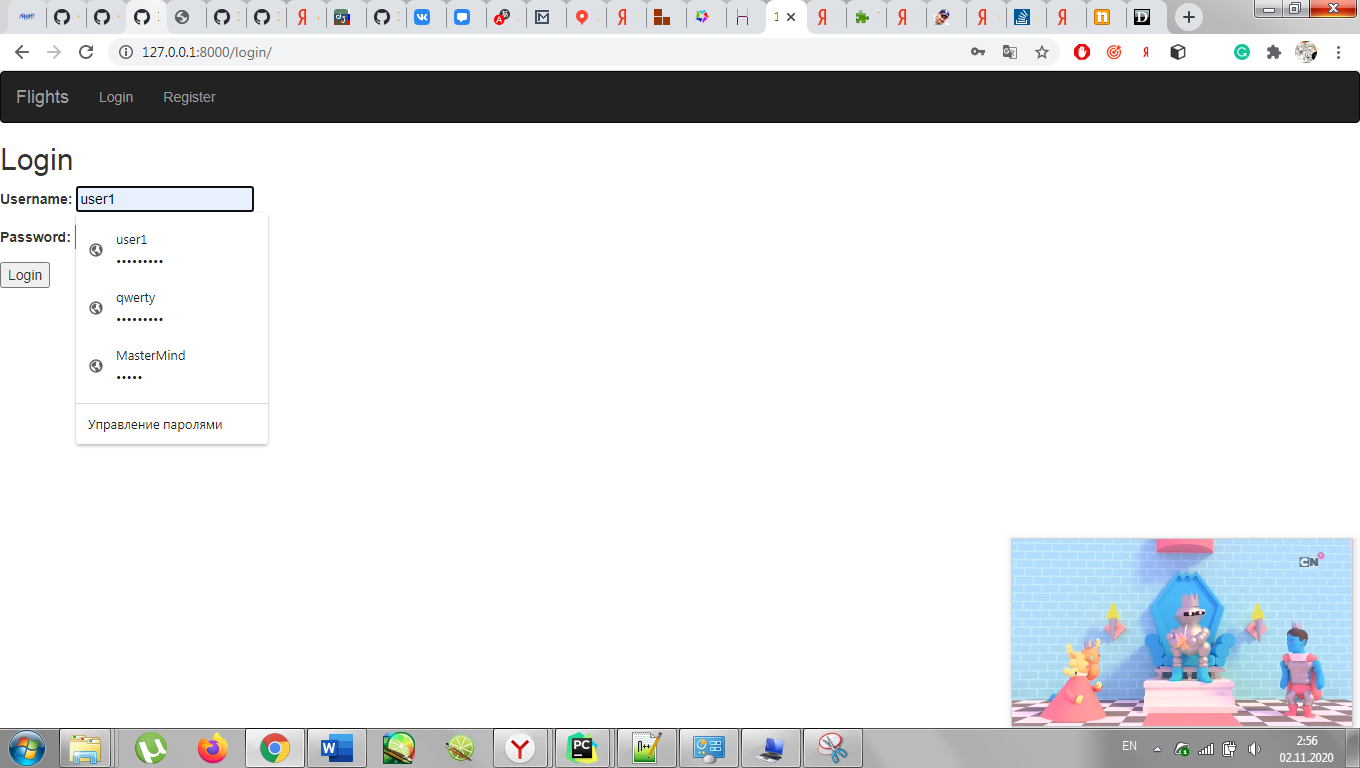 127.0.0.1:8000/login/
Flights
Login
Register
Login
Username:
user1
user1
•••••••••
Password:
qwerty
•••••••••
Login
MasterMind
•••••
Управление паролями
CN
EN
2:56
02.11.2020